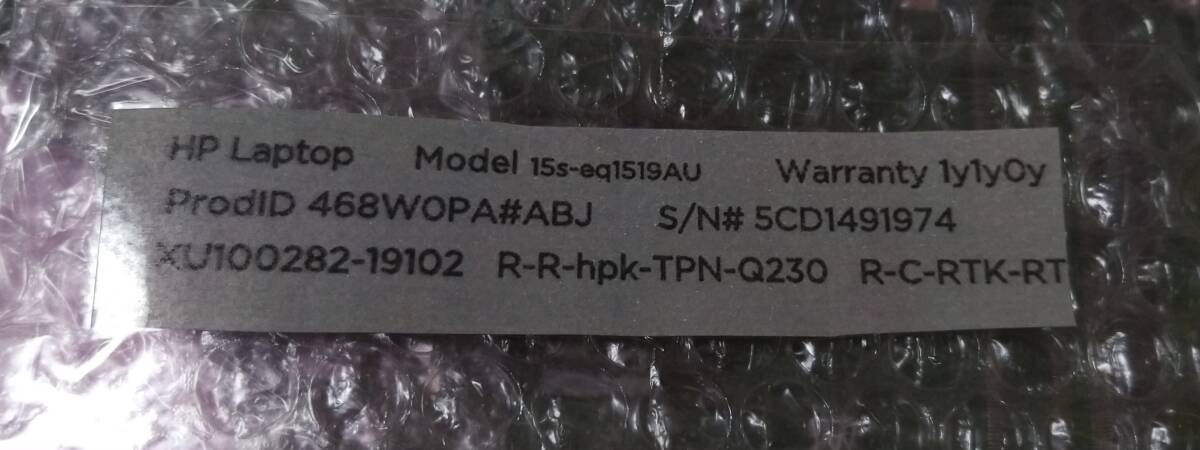 HP Laptop Model 15s-eq1519AU Warranty 1y1y0y
ProdID 468W0PA#ABJ S/N# 5CD1491974
XU100282-19102 R-R-hpk-TPN-Q230 R-C-RTK-RT